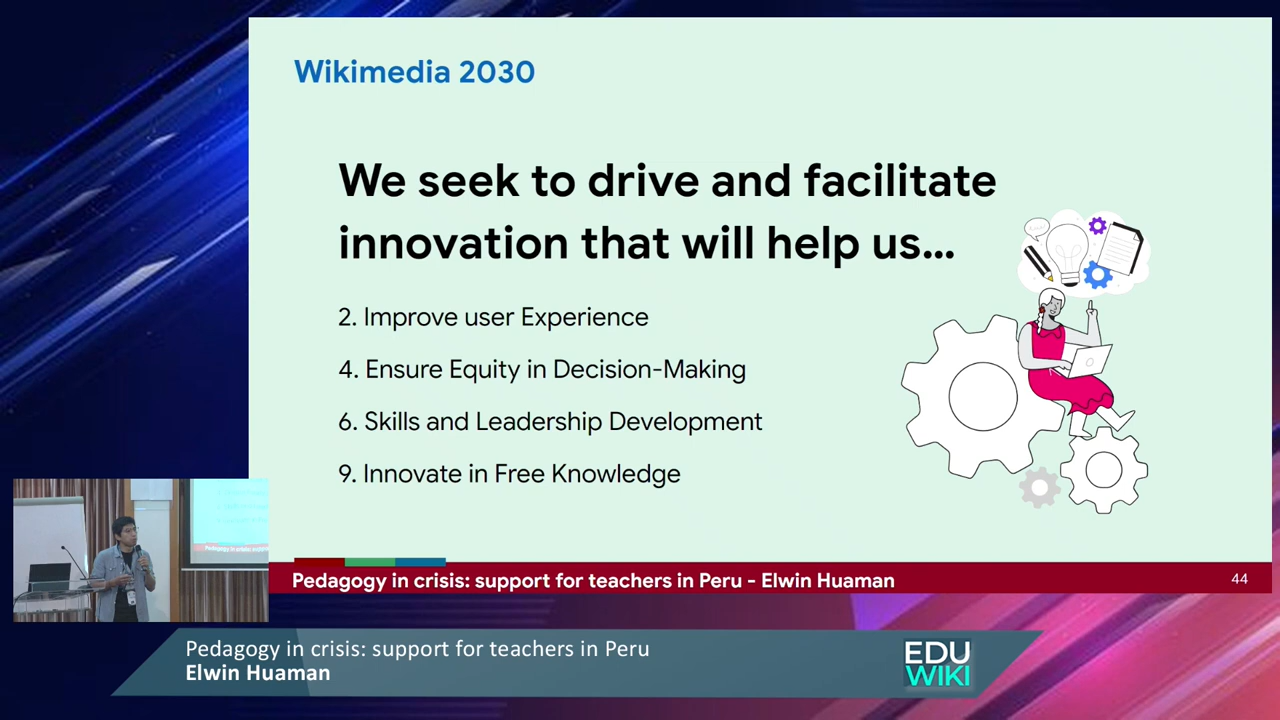 Wikimedia 2030
We seek to drive and facilitate
innovation that will help us...
2. Improve user Experience
4. Ensure Equity in Decision-Making
6. Skills and Leadership Development
9. Innovate in Free Knowledge
Pedagogy in crisis: support for teachers in Peru - Elwin Huaman
44
Pedagogy in crisis: support for teachers in Peru
Elwin Huaman
EDU
WIKI